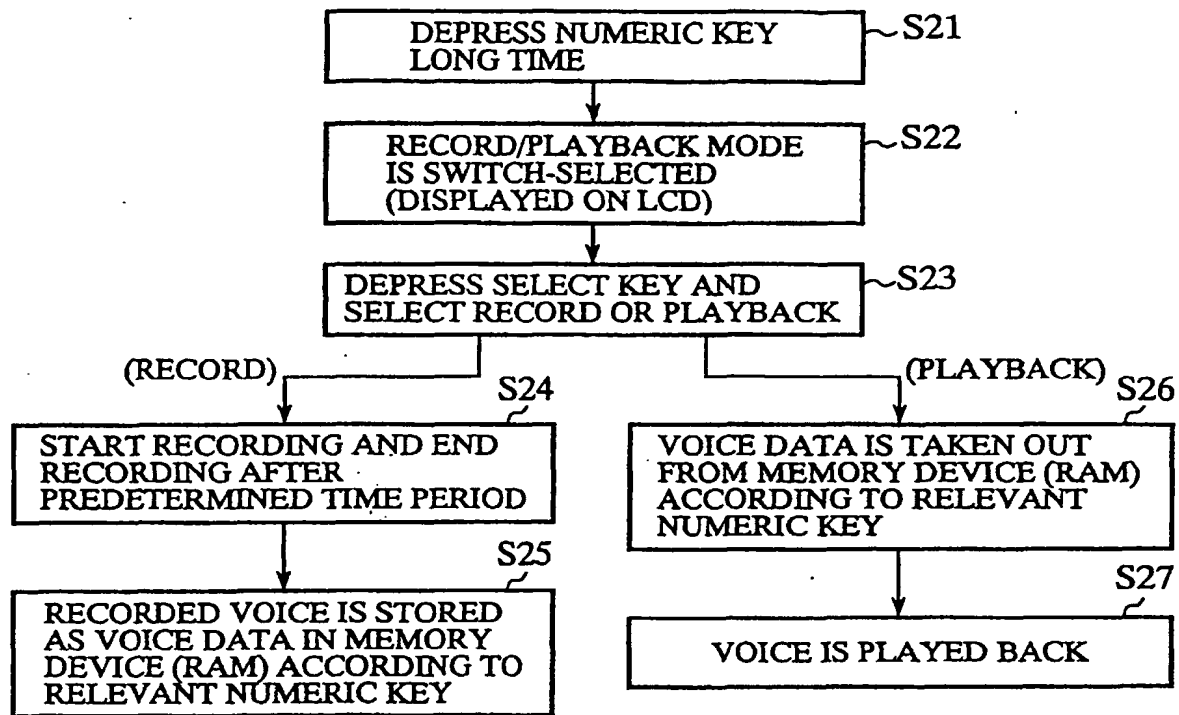 DEPRESS NUMERIC KEY
LONG TIME
S21
RECORD/PLAYBACK MODE
IS SWITCH-SELECTED
(DISPLAYED ON LCD)
S22
DEPRESS SELECT KEY AND
SELECT RECORD OR PLAYBACK
S23
(RECORD)
S24
START RECORDING AND END
RECORDING AFTER
PREDETERMINED TIME PERIOD
S25
RECORDED VOICE IS STORED
AS VOICE DATA IN MEMORY
DEVICE (RAM) ACCORDING TO
RELEVANT NUMERIC KEY
(PLAYBACK)
S26
VOICE DATA IS TAKEN OUT
FROM MEMORY DEVICE (RAM)
ACCORDING TO RELEVANT
NUMERIC KEY
S27
VOICE IS PLAYED BACK